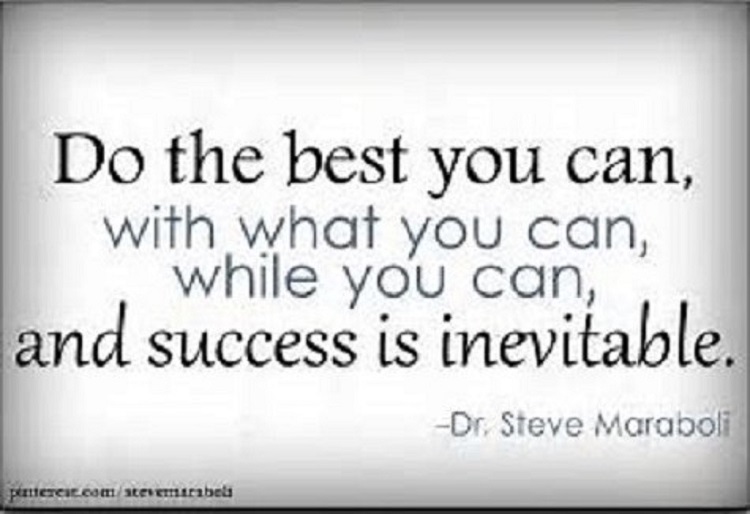 Do the best you can,
with what you can,
while you can,
and success is inevitable.
-Dr. Steve Maraboli
pinterest.com/stevemaraboli